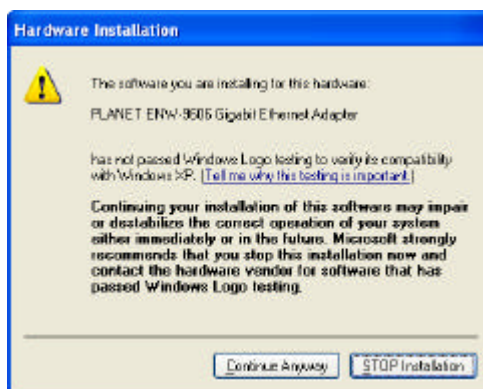 Hardware Installation
The software you are installing for this hardware:
PLANET ENW-9605 Gigabit Ethernet Adapter
has not passed Windows Logo testing to verify its compatibility
with Windows XP. (Tell me why this testing is important.)
Continuing your installation of this software may impair
or destabilize the correct operation of your system
either immediately or in the future. Microsoft strongly
recommends that you stop this installation now and
contact the hardware vendor for software that has
passed Windows Logo testing.
Continue Anyway
STOP Installation